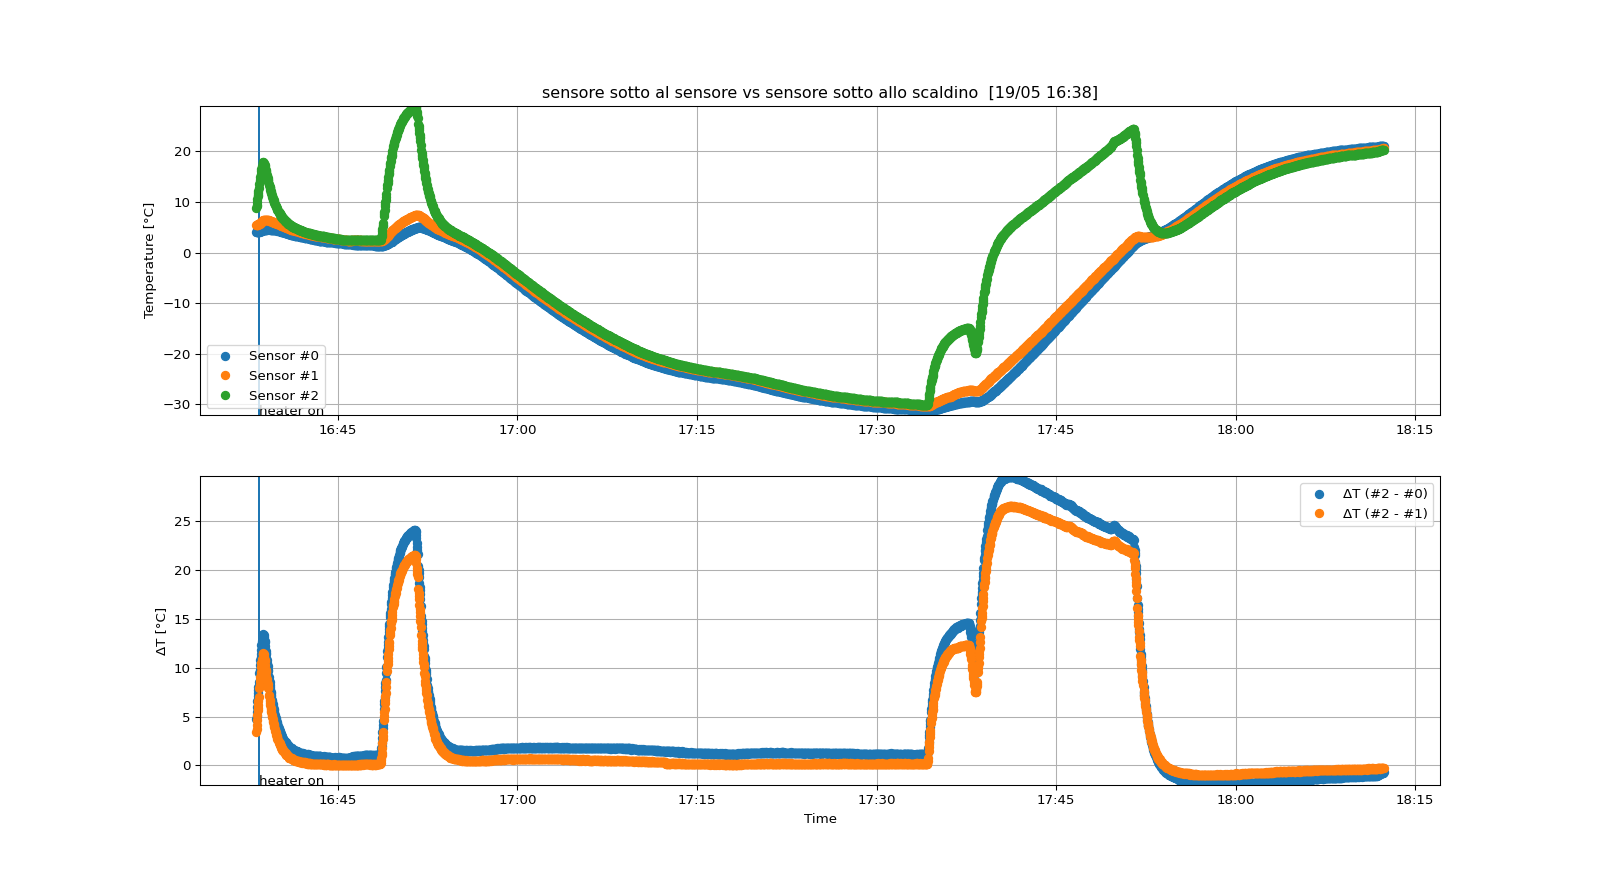 sensore sotto al sensore vs sensore sotto allo scaldino  [19/05 16:38]
Temperature [°C]
20
10
0
−10
−20
−30
Sensor #0
Sensor #1
Sensor #2
heater on
16:45
17:00
17:15
17:30
17:45
18:00
18:15
ΔT [°C]
25
20
15
10
5
0
ΔT (#2 - #0)
ΔT (#2 - #1)
heater on
16:45
17:00
17:15
17:30
17:45
18:00
18:15
Time